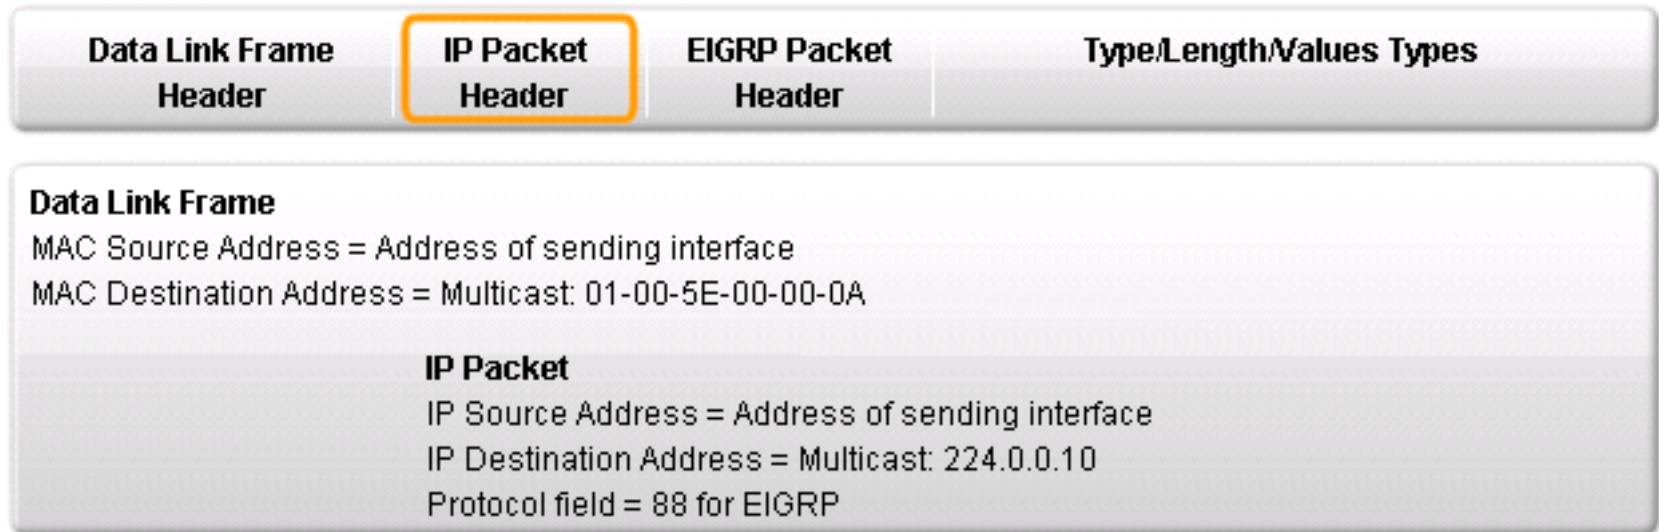 Data Link Frame Header
IP Packet Header
EIGRP Packet Header
Type/Length/Values Types
Data Link Frame
MAC Source Address = Address of sending interface
MAC Destination Address = Multicast: 01-00-5E-00-00-0A
IP Packet
IP Source Address = Address of sending interface
IP Destination Address = Multicast: 224.0.0.10
Protocol field = 88 for EIGRP